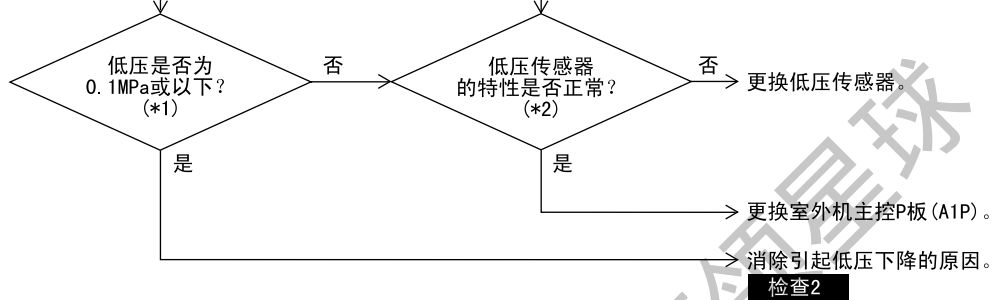 低压是否为
0.1MPa或以下?
(*1)
否
低压传感器
的特性是否正常?
(*2)
否
更换低压传感器。
是
是
更换室外机主控P板(A1P)。
消除引起低压下降的原因。
检查2
领星球